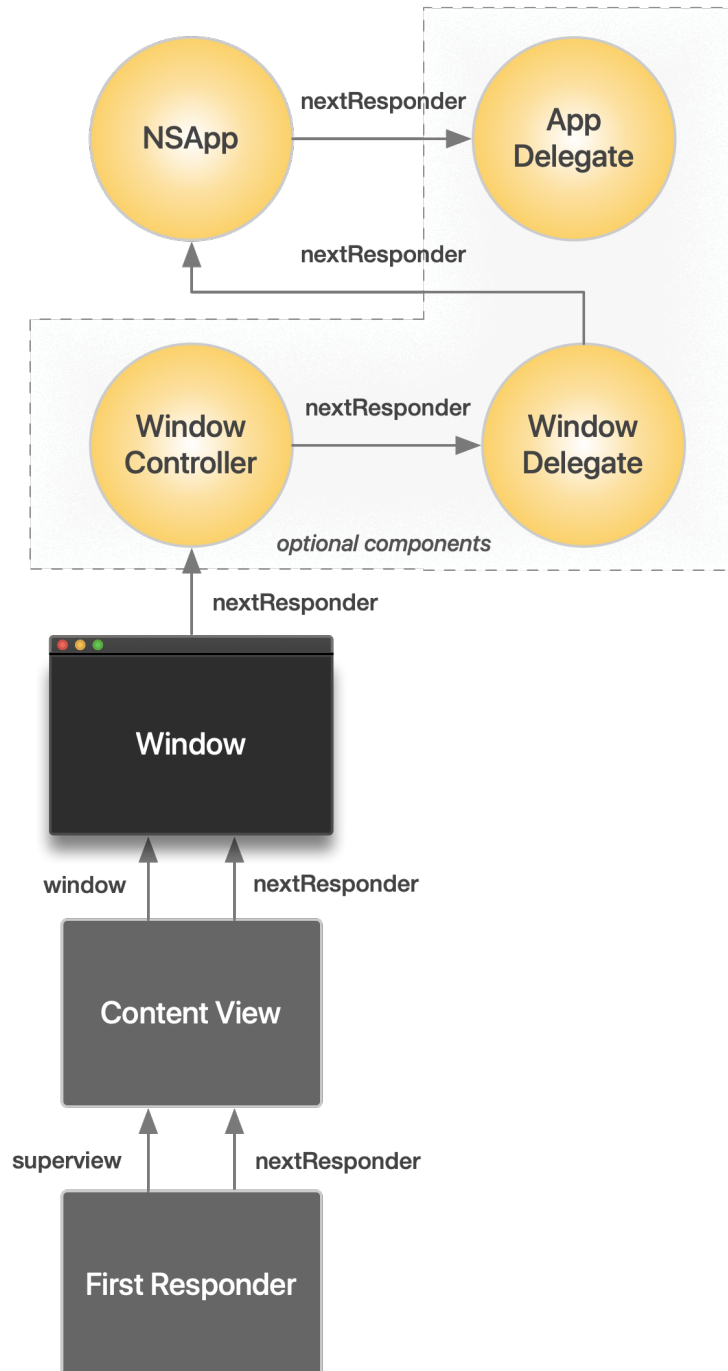 nextResponder
NSApp
App
Delegate
nextResponder
nextResponder
Window
Controller
Window
Delegate
optional components
nextResponder
Window
window
nextResponder
Content View
superview
nextResponder
First Responder